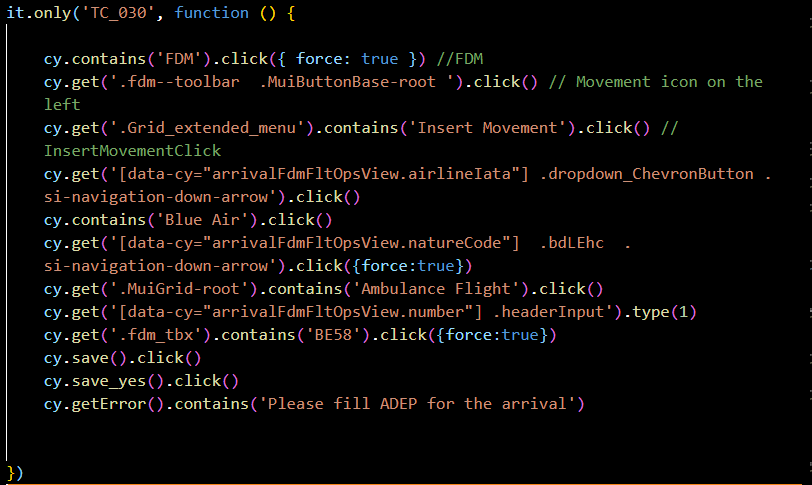 it.only('TC_030', function () {
cy.contains('FDM').click({ force: true }) //FDM
cy.get('.fdm--toolbar  .MuiButtonBase-root ').click() // Movement icon on the
left
cy.get('.Grid_extended_menu').contains('Insert Movement').click() //
InsertMovementClick
cy.get('[data-cy="arrivalFdmFltOpsView.airlineIata"] .dropdown_ChevronButton .
si-navigation-down-arrow').click()
cy.contains('Blue Air').click()
cy.get('[data-cy="arrivalFdmFltOpsView.natureCode"]  .bdLEhc  .
si-navigation-down-arrow').click({force:true})
cy.get('.MuiGrid-root').contains('Ambulance Flight').click()
cy.get('[data-cy="arrivalFdmFltOpsView.number"] .headerInput').type(1)
cy.get('.fdm_tbx').contains('BE58').click({force:true})
cy.save().click()
cy.save_yes().click()
cy.getError().contains('Please fill ADEP for the arrival')
})